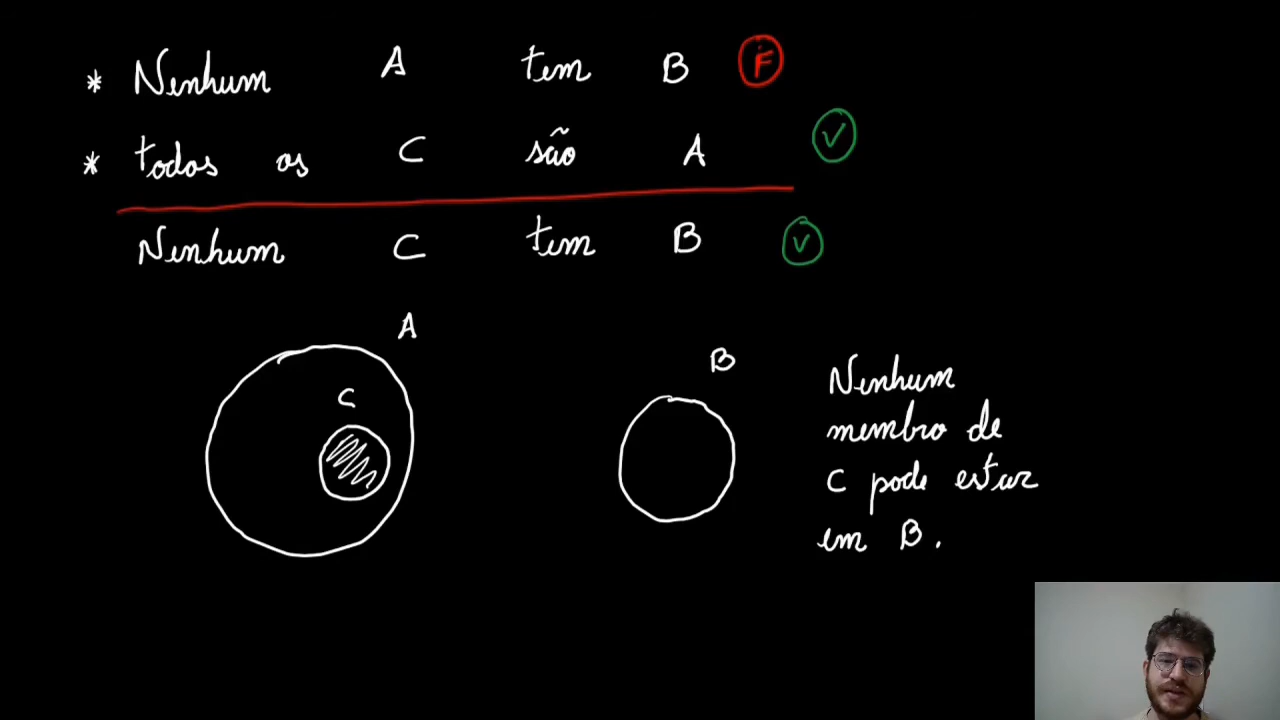 * Nenhum A tem B F
* todos os C são A V
Nenhum C tem B V
A
C
B
Nenhum
membro de
C pode estar
em B.